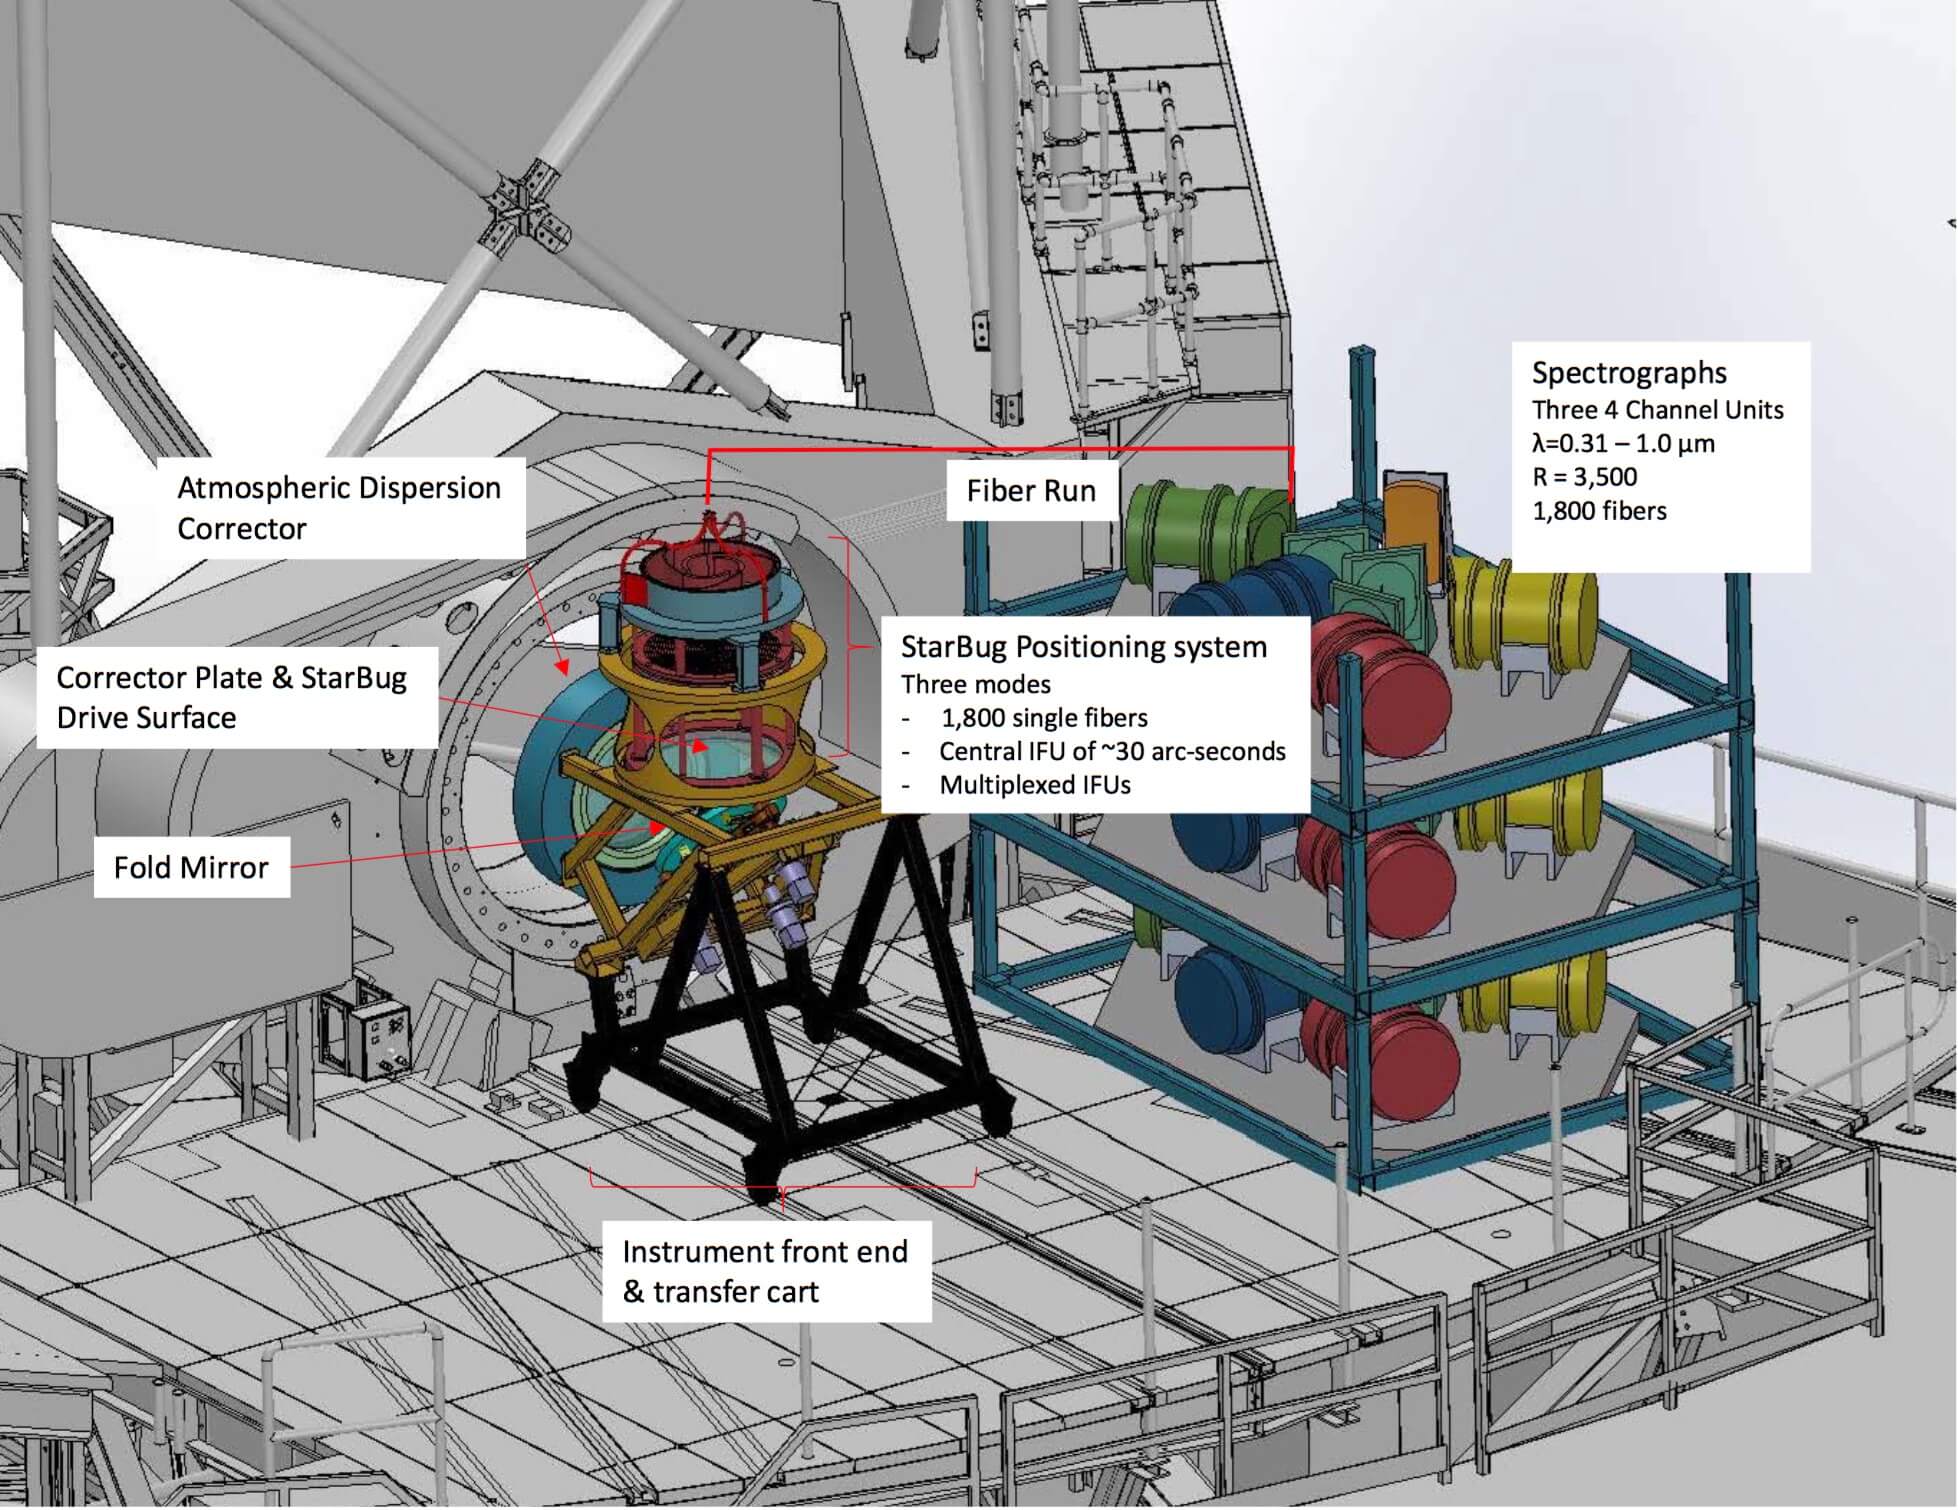 Spectrographs
Three 4 Channel Units
λ=0.31 – 1.0 μm
R = 3,500
1,800 fibers
Atmospheric Dispersion
Corrector
Fiber Run
StarBug Positioning system
Three modes
- 1,800 single fibers
- Central IFU of ~30 arc-seconds
- Multiplexed IFUs
Corrector Plate & StarBug
Drive Surface
Fold Mirror
Instrument front end
& transfer cart